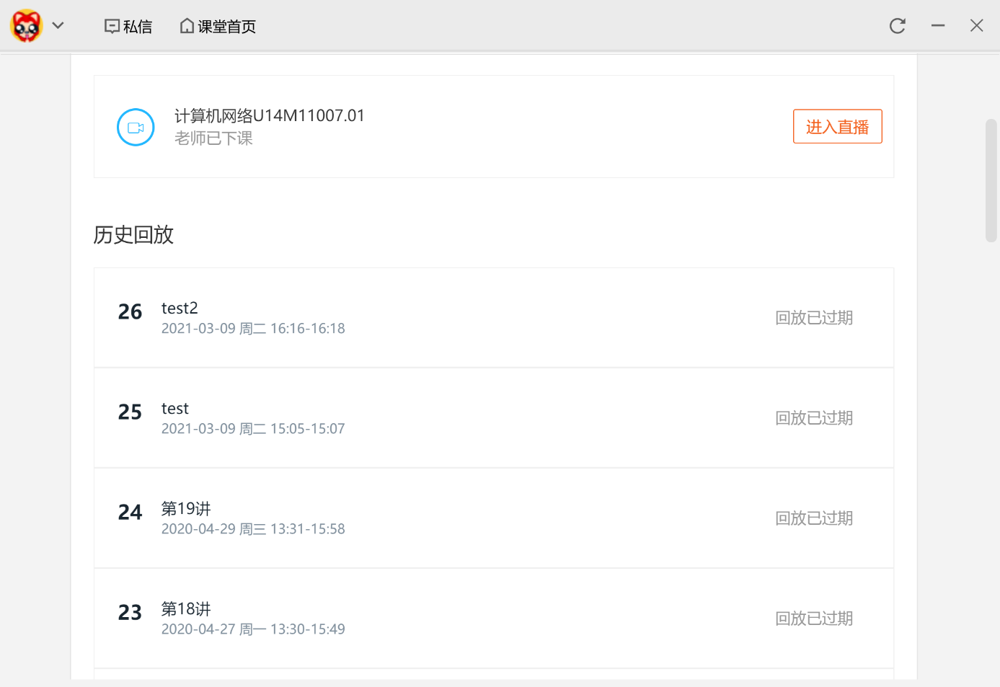 私信
课堂首页
计算机网络U14M11007.01
老师已下课
进入直播
历史回放
26
test2
2021-03-09 周二 16:16-16:18
回放已过期
25
test
2021-03-09 周二 15:05-15:07
回放已过期
24
第19讲
2020-04-29 周三 13:31-15:58
回放已过期
23
第18讲
2020-04-27 周一 13:30-15:49
回放已过期